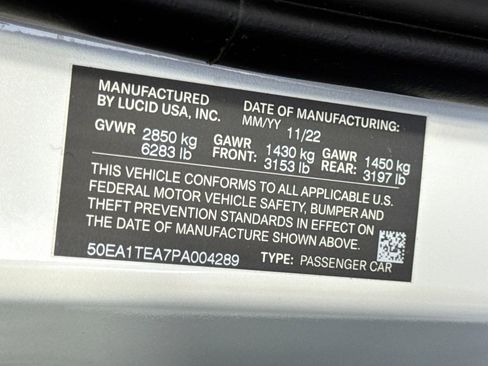 MANUFACTURED
BY LUCID USA, INC.
DATE OF MANUFACTURING:
MM/YY 11/22
GVWR 2850 kg
6283 lb
GAWR 1430 kg
FRONT: 3153 lb
GAWR 1450 kg
REAR: 3197 lb
THIS VEHICLE CONFORMS TO ALL APPLICABLE U.S.
FEDERAL MOTOR VEHICLE SAFETY, BUMPER AND
THEFT PREVENTION STANDARDS IN EFFECT ON
THE DATE OF MANUFACTURE SHOWN ABOVE.
50EA1TEA7PA004289
TYPE: PASSENGER CAR